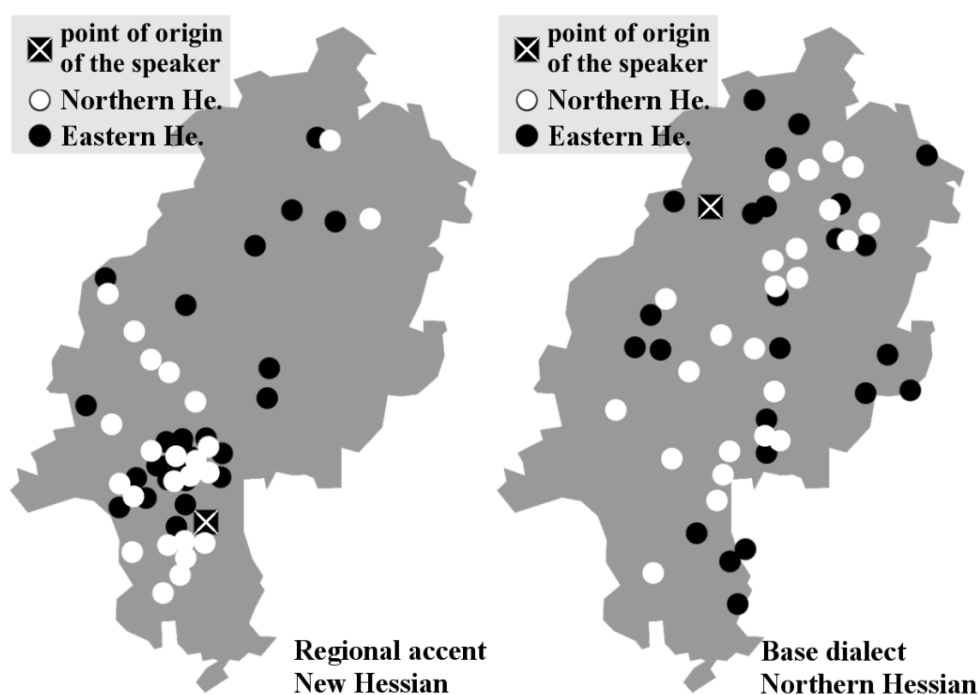 point of origin
of the speaker
Northern He.
Eastern He.
Regional accent
New Hessian
point of origin
of the speaker
Northern He.
Eastern He.
Base dialect
Northern Hessian